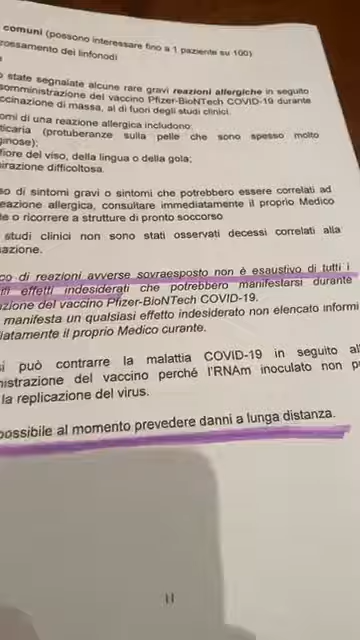 comuni (possono interessare fino a 1 paziente su 100)
rossamento dei linfonodi
o state segnalate alcune rare gravi reazioni allergiche in seguito
somministrazione del vaccino Pfizer-BioNTech COVID-19 durante
ccinazione di massa, al di fuori degli studi clinici.
omi di una reazione allergica includono:
ticaria (protuberanze sulla pelle che sono spesso molto
ginose);
fiore del viso, della lingua o della gola;
irazione difficoltosa.
so di sintomi gravi o sintomi che potrebbero essere correlati ad
eazione allergica, consultare immediatamente il proprio Medico
le o ricorrere a strutture di pronto soccorso
studi clinici non sono stati osservati decessi correlati alla
azione.
co di reazioni avverse sovraesposto non è esaustivo di tutti i
effetti indesiderati che potrebbero manifestarsi durante
zione del vaccino Pfizer-BioNTech COVID-19.
manifesta un qualsiasi effetto indesiderato non elencato informi
iatamente il proprio Medico curante.
si può contrarre la malattia COVID-19 in seguito al
nistrazione del vaccino perché l'RNAm inoculato non p
la replicazione del virus.
possibile al momento prevedere danni a lunga distanza.